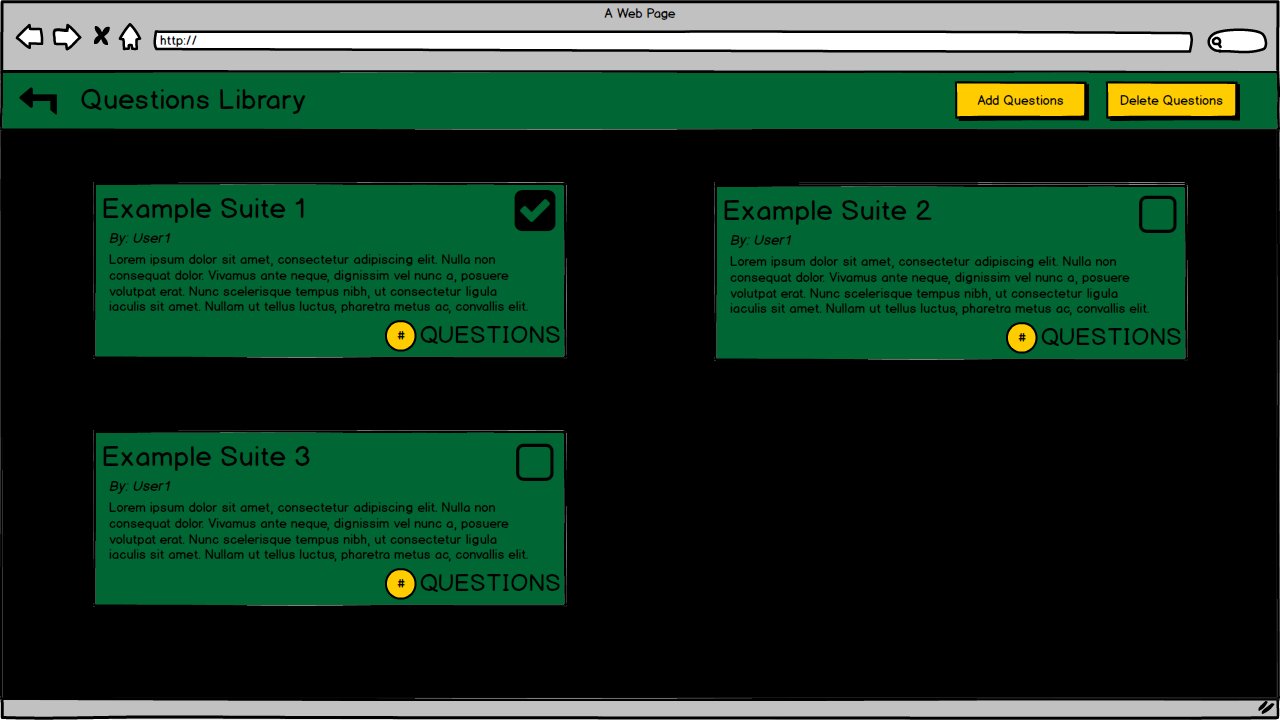 A Web Page
http://
Questions Library
Add Questions
Delete Questions
Example Suite 1
By: User1
Lorem ipsum dolor sit amet, consectetur adipiscing elit. Nulla non
consequat dolor. Vivamus ante neque, dignissim vel nunc a, posuere
volutpat erat. Nunc scelerisque tempus nibh, ut consectetur ligula
iaculis sit amet. Nullam ut tellus luctus, pharetra metus ac, convallis elit.
# QUESTIONS
Example Suite 2
By: User1
Lorem ipsum dolor sit amet, consectetur adipiscing elit. Nulla non
consequat dolor. Vivamus ante neque, dignissim vel nunc a, posuere
volutpat erat. Nunc scelerisque tempus nibh, ut consectetur ligula
iaculis sit amet. Nullam ut tellus luctus, pharetra metus ac, convallis elit.
# QUESTIONS
Example Suite 3
By: User1
Lorem ipsum dolor sit amet, consectetur adipiscing elit. Nulla non
consequat dolor. Vivamus ante neque, dignissim vel nunc a, posuere
volutpat erat. Nunc scelerisque tempus nibh, ut consectetur ligula
iaculis sit amet. Nullam ut tellus luctus, pharetra metus ac, convallis elit.
# QUESTIONS